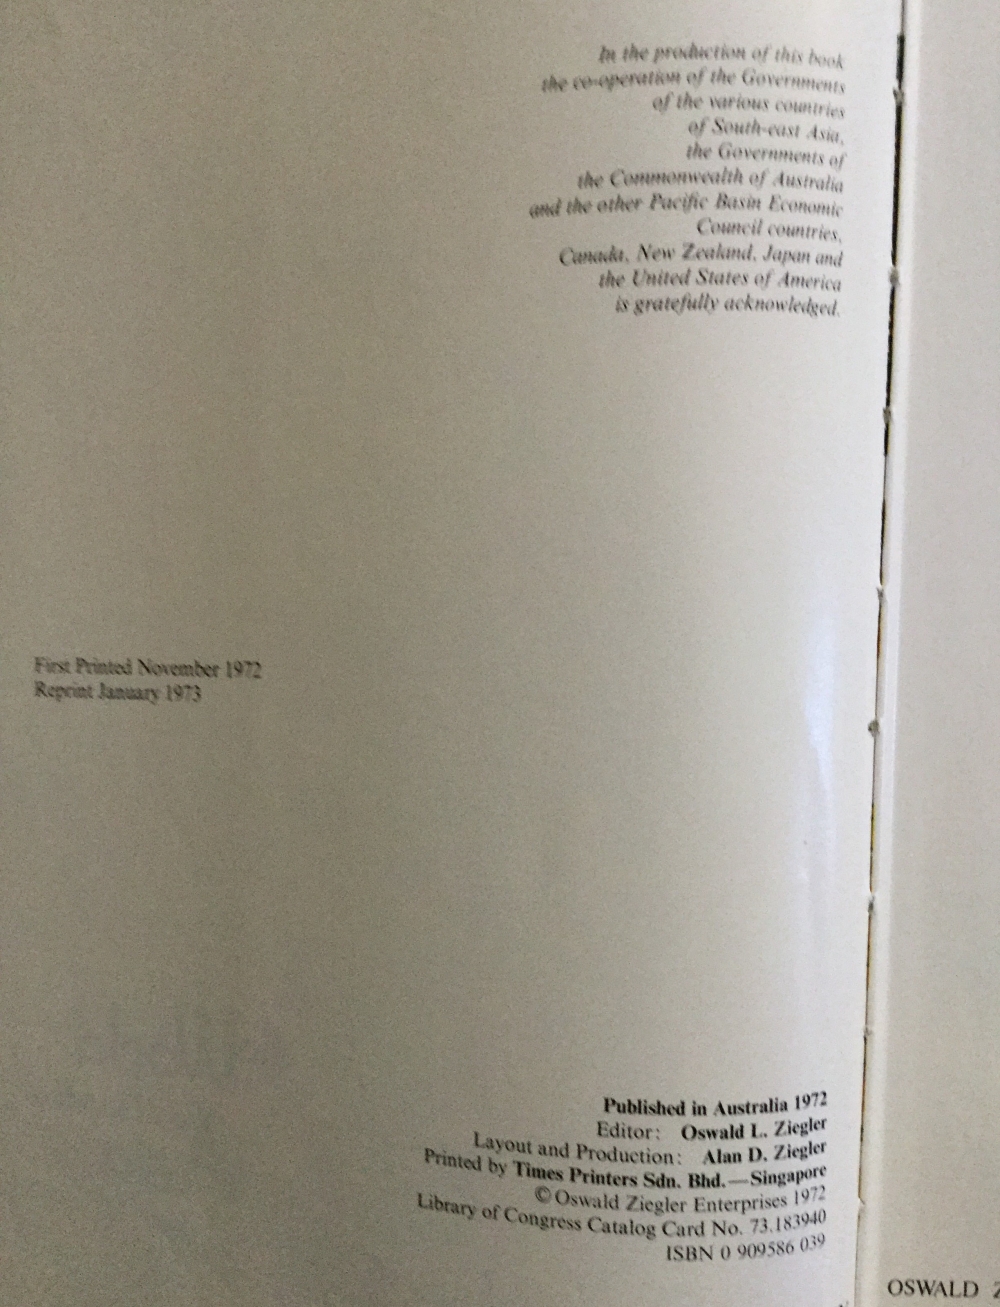 In the production of this book
the co-operation of the Governments
of the various countries
of South-east Asia,
the Governments of
the Commonwealth of Australia
and the other Pacific Basin Economic
Council countries,
Canada, New Zealand, Japan and
the United States of America
is gratefully acknowledged.
First Printed November 1972
Reprint January 1973
Published in Australia 1972
Editor: Oswald L. Ziegler
Layout and Production: Alan D. Ziegler
Printed by Times Printers Sdn. Bhd.—Singapore
© Oswald Ziegler Enterprises 1972
Library of Congress Catalog Card No. 73.183940
ISBN 0 909586 039
OSWALD